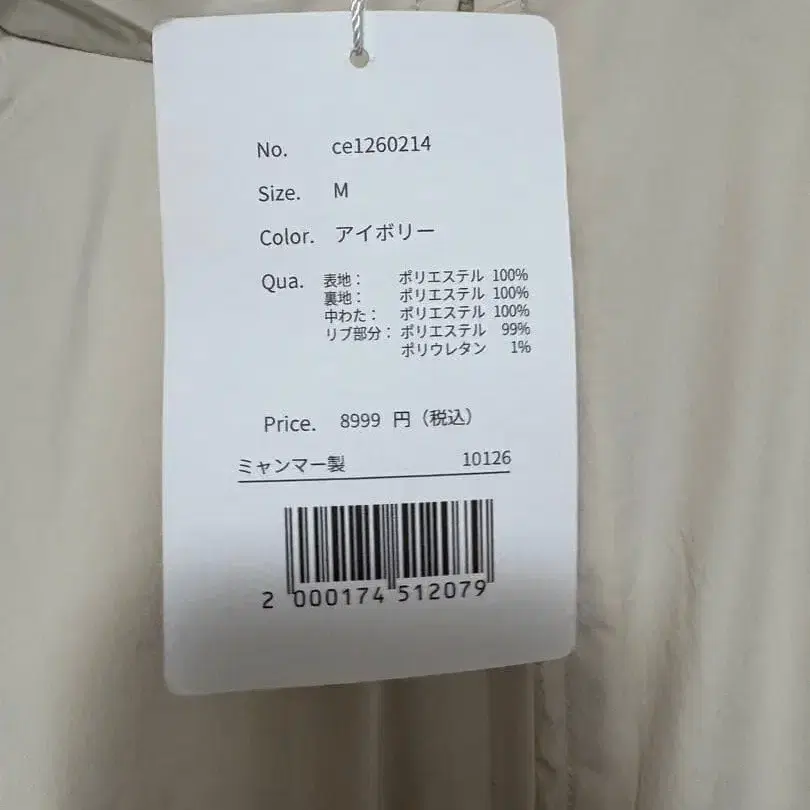 No. ce1260214
Size. M
Color. アイボリー
Qua. 表地： ポリエステル 100%
裏地： ポリエステル 100%
中わた： ポリエステル 100%
リブ部分： ポリエステル 99%
ポリウレタン 1%
Price. 8999 円（税込）
ミャンマー製 10126
2 000174 512079